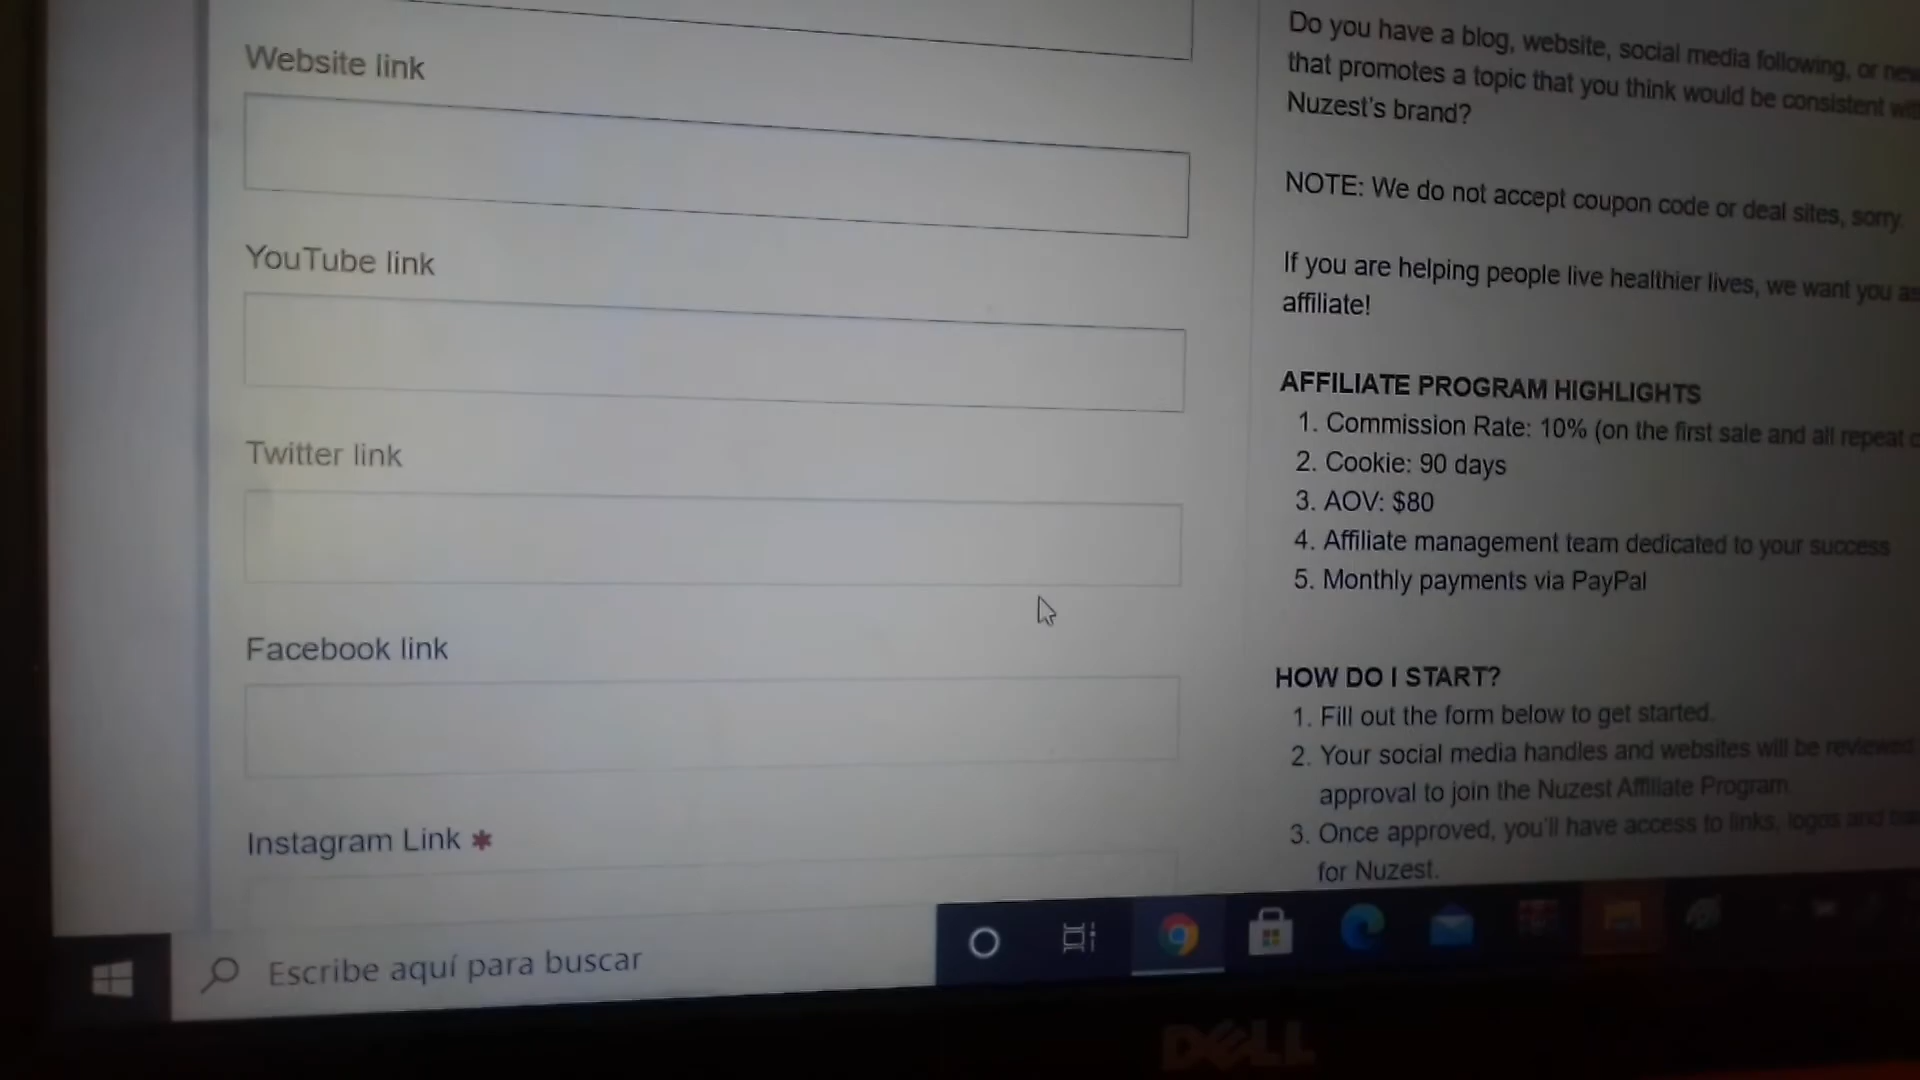 Website link
YouTube link
Twitter link
Facebook link
Instagram Link *
Do you have a blog, website, social media following, or
that promotes a topic that you think would be consistent
Nuzest's brand?
NOTE: We do not accept coupon code or deal sites, sorry.
If you are helping people live healthier lives, we want you as
affiliate!
AFFILIATE PROGRAM HIGHLIGHTS
1. Commission Rate: 10% (on the first sale and all repeat
2. Cookie: 90 days
3. AOV: $80
4. Affiliate management team dedicated to your success
5. Monthly payments via PayPal
HOW DO I START?
1. Fill out the form below to get started.
2. Your social media handles and websites will be reviewed
approval to join the Nuzest Affiliate Program.
3. Once approved, you'll have access to links, logos and
for Nuzest.
Escribe aquí para buscar
DELL